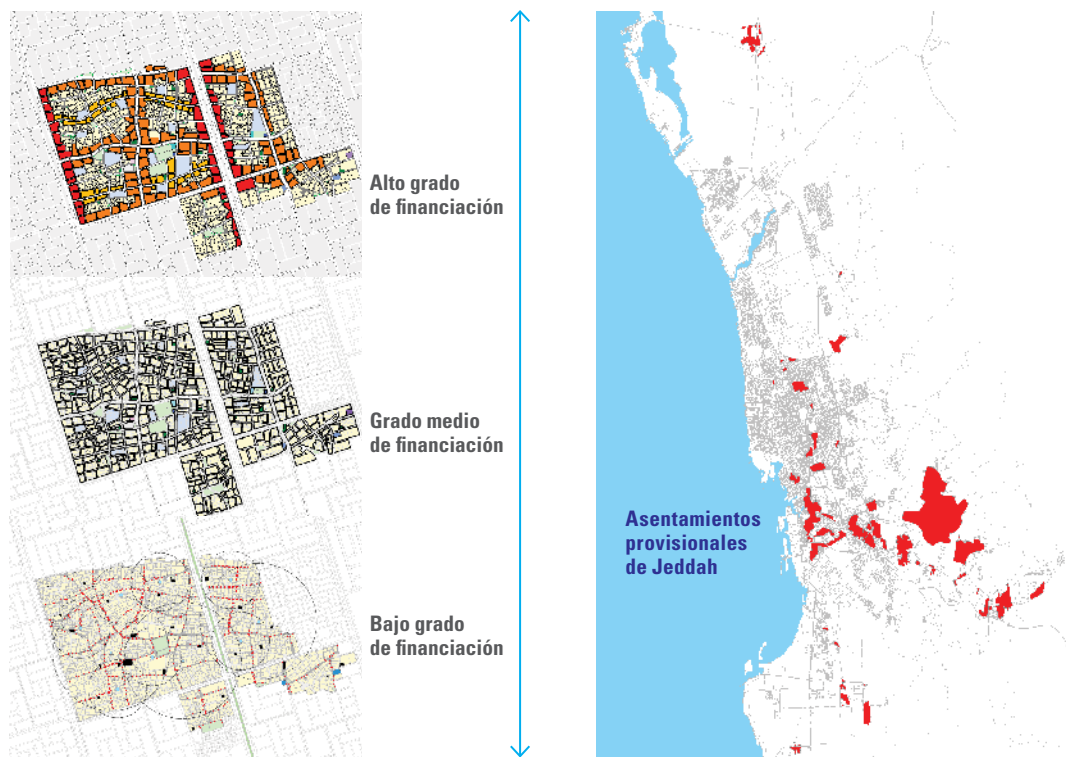 Alto grado
de financiación
Grado medio
de financiación
Bajo grado
de financiación
Asentamientos
provisionales
de Jeddah